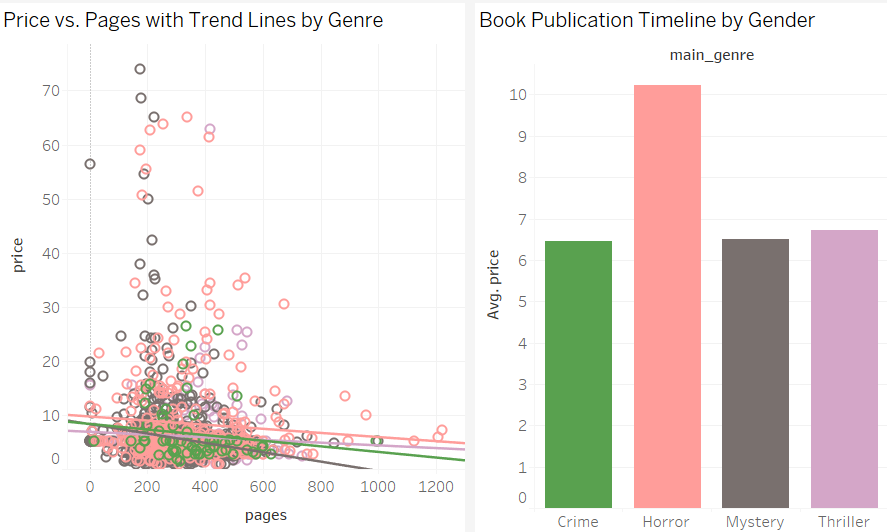 Price vs. Pages with Trend Lines by Genre
70
60
50
40
30
20
10
0
price
0 200 400 600 800 1000 1200
pages
Book Publication Timeline by Gender
main_genre
10
9
8
7
6
5
4
3
2
1
0
Avg. price
Crime Horror Mystery Thriller